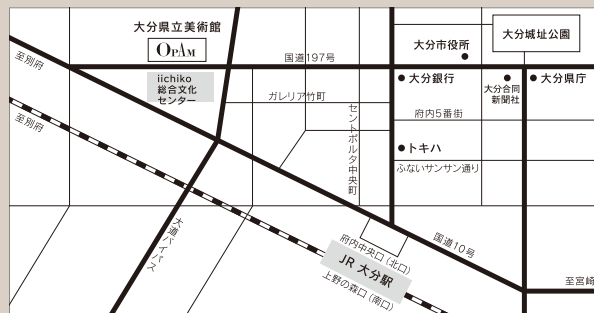 大分県立美術館
OPAM
至別府
iichiko
総合文化
センター
国道197号
大分市役所
大分城址公園
大分銀行
大分合同
新聞社
大分県庁
ガレリア竹町
府内5番街
セントポルタ中央町
トキハ
ふないサンサン通り
至別府
大道バイパス
府内中央口(北口)
JR 大分駅
上野の森口(南口)
国道10号
至宮崎